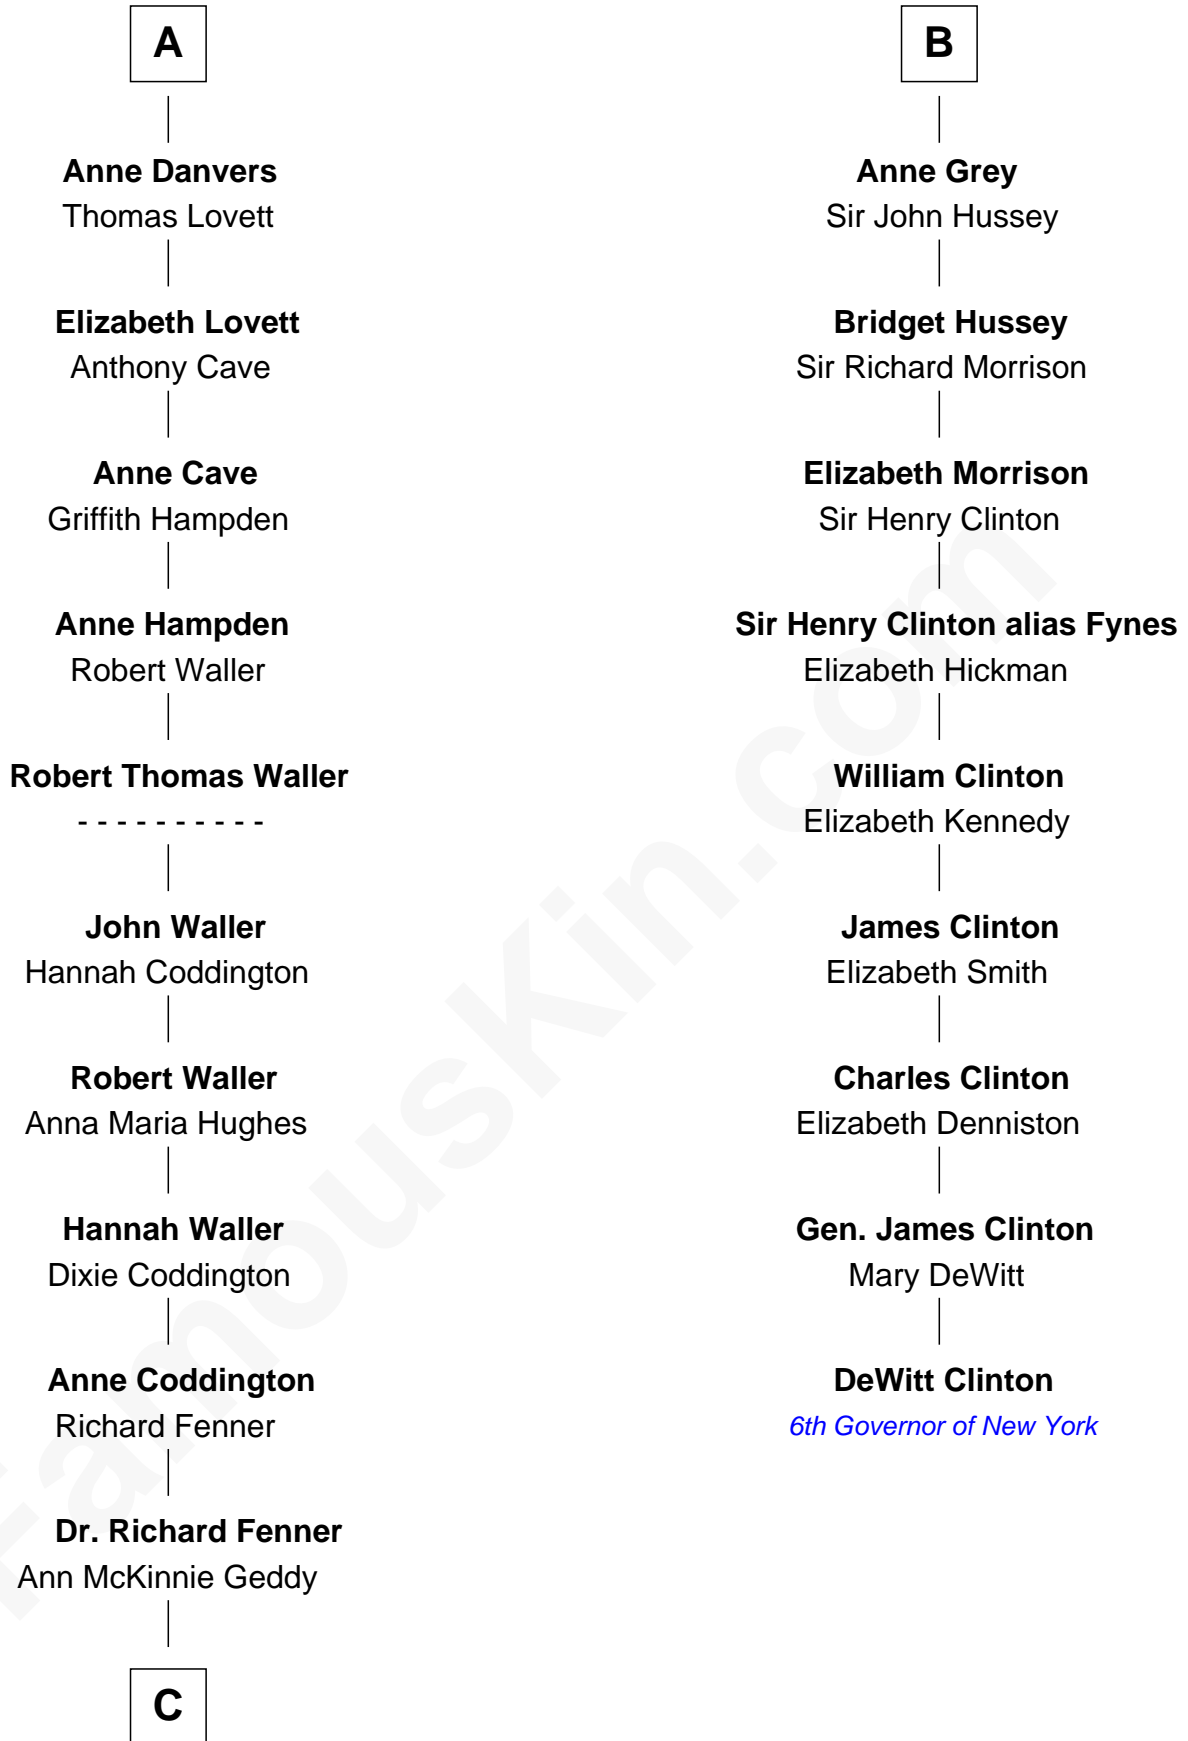 A
Anne Danvers
Thomas Lovett
Elizabeth Lovett
Anthony Cave
Anne Cave
Griffith Hampden
Anne Hampden
Robert Waller
Robert Thomas Waller
- - - - - - - - - -
John Waller
Hannah Coddington
Robert Waller
Anna Maria Hughes
Hannah Waller
Dixie Coddington
Anne Coddington
Richard Fenner
Dr. Richard Fenner
Ann McKinnie Geddy
C
B
Anne Grey
Sir John Hussey
Bridget Hussey
Sir Richard Morrison
Elizabeth Morrison
Sir Henry Clinton
Sir Henry Clinton alias Fynes
Elizabeth Hickman
William Clinton
Elizabeth Kennedy
James Clinton
Elizabeth Smith
Charles Clinton
Elizabeth Denniston
Gen. James Clinton
Mary DeWitt
DeWitt Clinton
6th Governor of New York
FamousKin.com